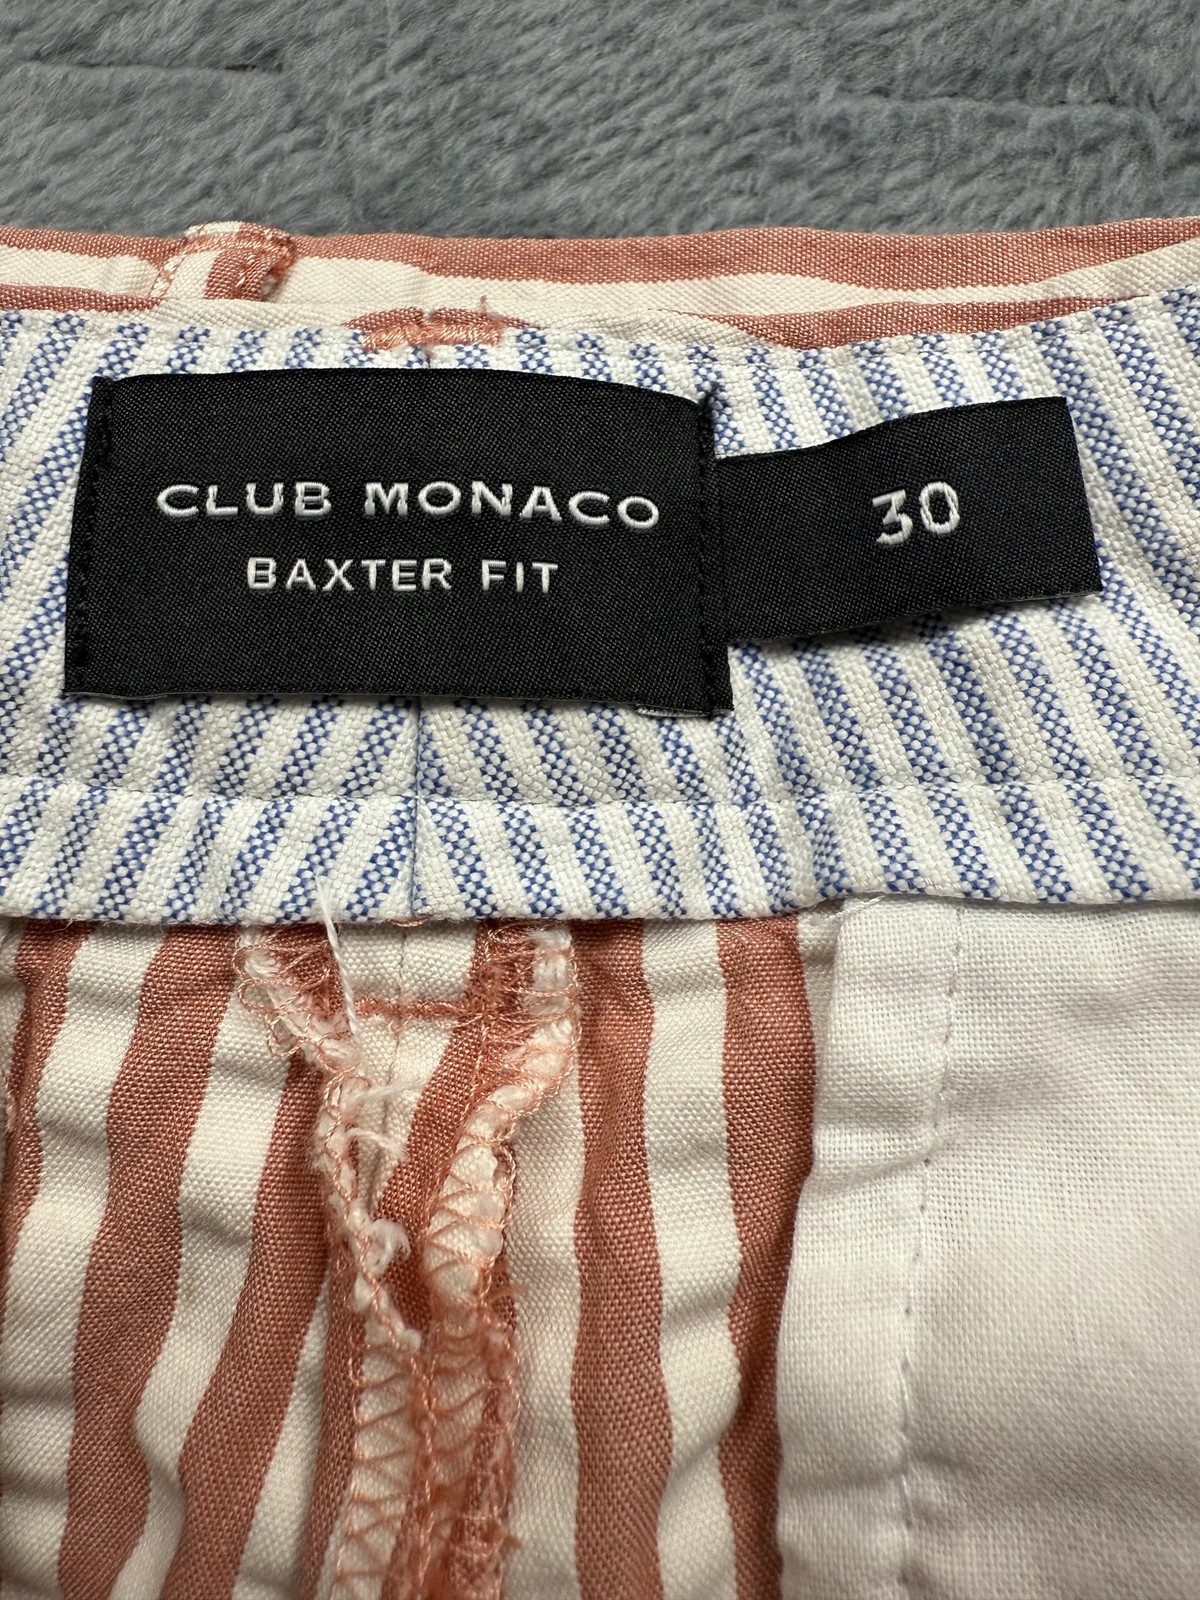 CLUB MONACO
BAXTER FIT
30